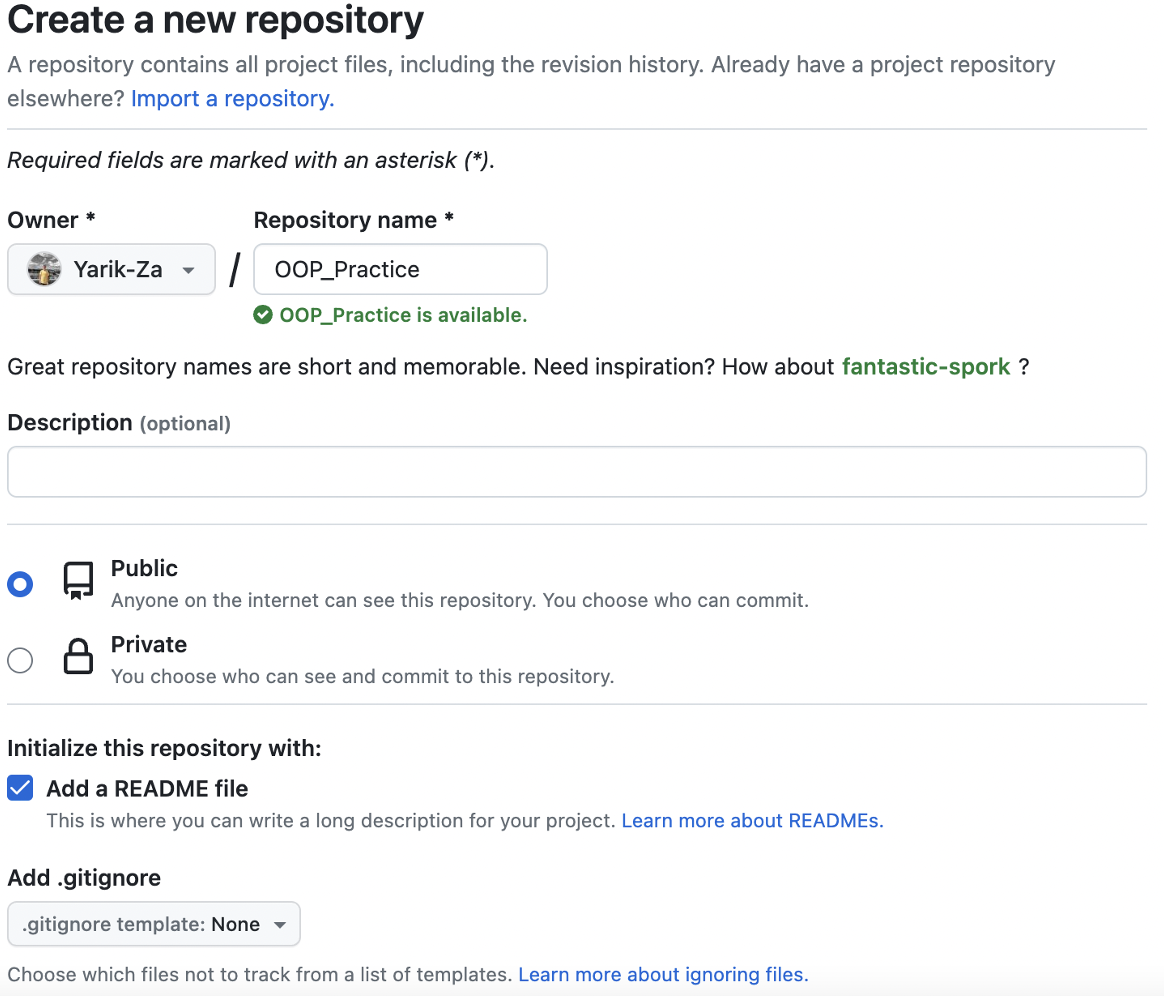 Create a new repository
A repository contains all project files, including the revision history. Already have a project repository
elsewhere? Import a repository.
Required fields are marked with an asterisk (*).
Owner * Repository name *
Yarik-Za / OOP_Practice
OOP_Practice is available.
Great repository names are short and memorable. Need inspiration? How about fantastic-spork ?
Description (optional)
Public
Anyone on the internet can see this repository. You choose who can commit.
Private
You choose who can see and commit to this repository.
Initialize this repository with:
Add a README file
This is where you can write a long description for your project. Learn more about READMEs.
Add .gitignore
.gitignore template: None
Choose which files not to track from a list of templates. Learn more about ignoring files.